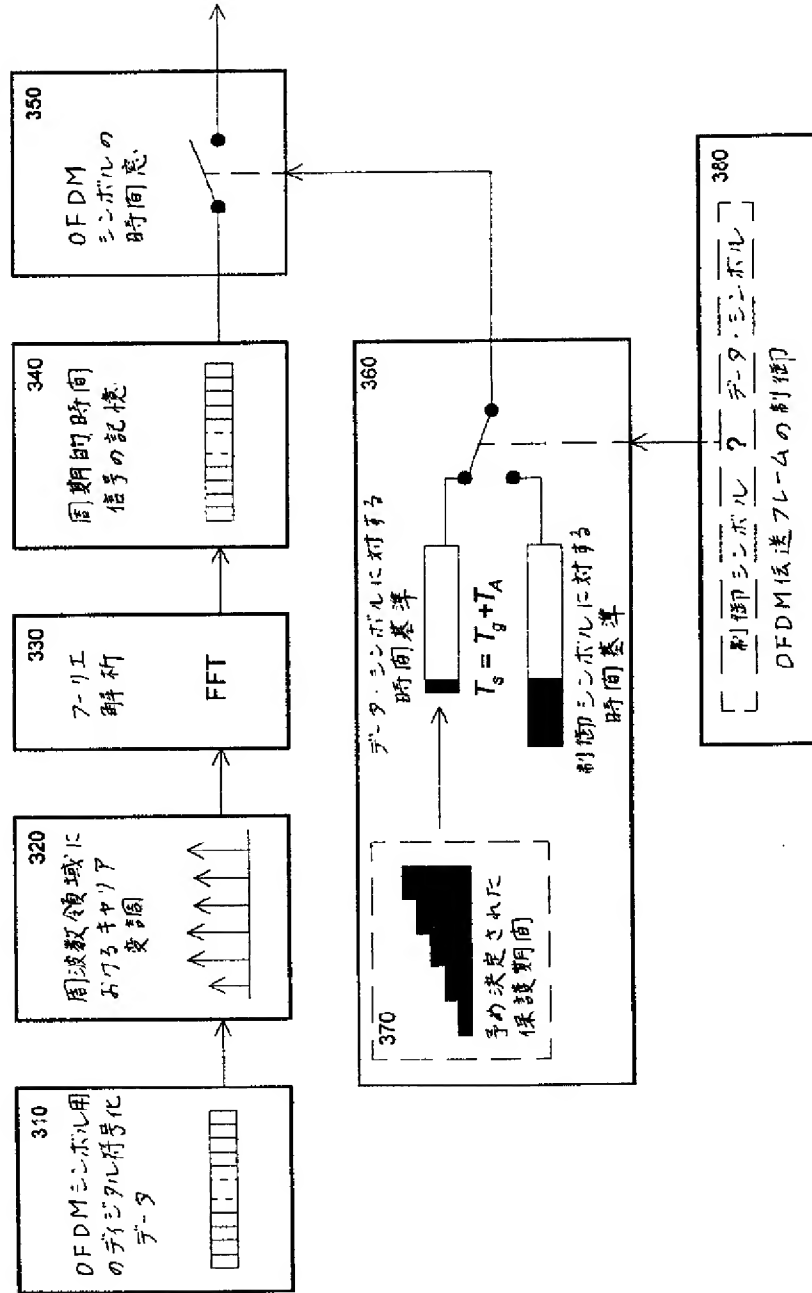 310
OFDMシンボル用
のディジタル符号化
データ
320
周波数領域に
おけるキャリア
変調
330
フーリエ
解析
FFT
340
周期的時間
信号の記憶
350
OFDM
シンボルの
時間窓
360
データ・シンボルに対する
時間基準
Ts = Tg+TA
制御シンボルに対する
時間基準
370
予め決定された
保護期間
380
制御シンボル ? データ・シンボル
OFDM伝送フレームの制御